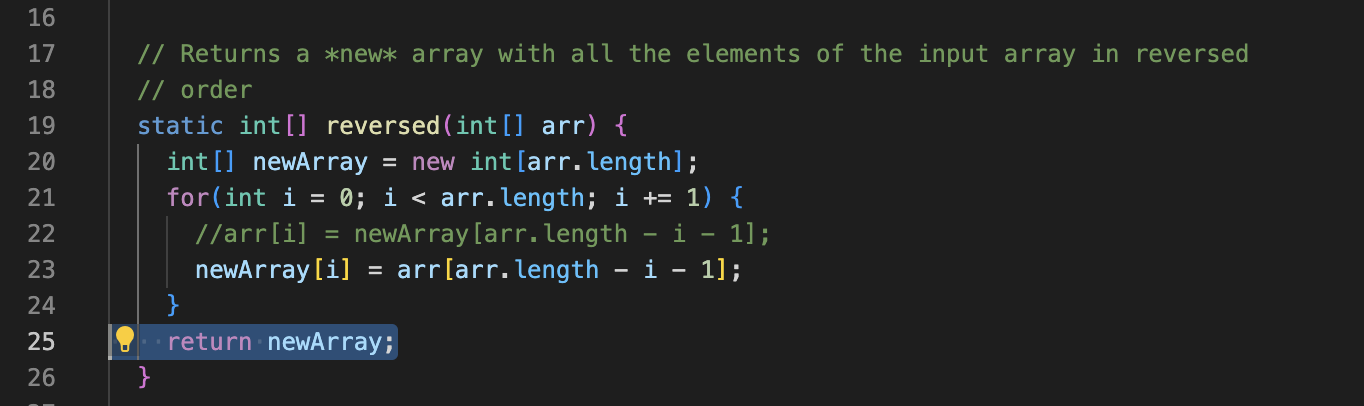 16
17 // Returns a *new* array with all the elements of the input array in reversed
18 // order
19 static int[] reversed(int[] arr) {
20 int[] newArray = new int[arr.length];
21 for(int i = 0; i < arr.length; i += 1) {
22 //arr[i] = newArray[arr.length - i - 1];
23 newArray[i] = arr[arr.length - i - 1];
24 }
25 return newArray;
26 }